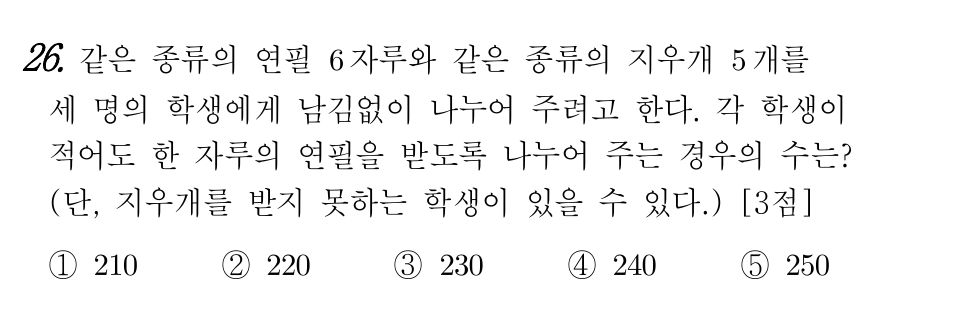 26. 같은 종류의 연필 6자루와 같은 종류의 지우개 5개를
세 명의 학생에게 남김없이 나누어 주려고 한다. 각 학생이
적어도 한 자루의 연필을 받도록 나누어 주는 경우의 수는?
(단, 지우개를 받지 못하는 학생이 있을 수 있다.) [3점]
① 210 ② 220 ③ 230 ④ 240 ⑤ 250